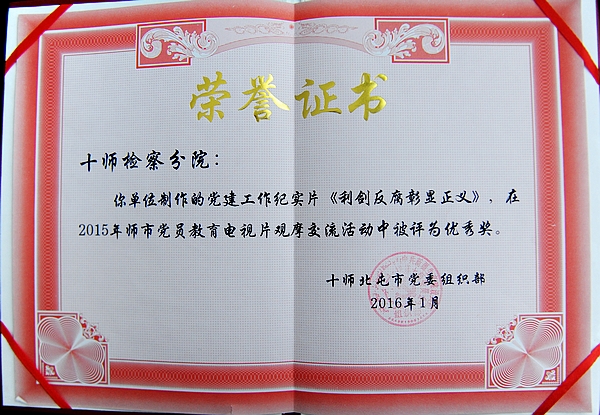 荣誉证书
十师检察分院：
你单位制作的党建工作纪实片《利剑反腐彰显正义》，在
2015年师市党员教育电视片观摩交流活动中被评为优秀奖。
十师北屯市党委组织部
2016年1月